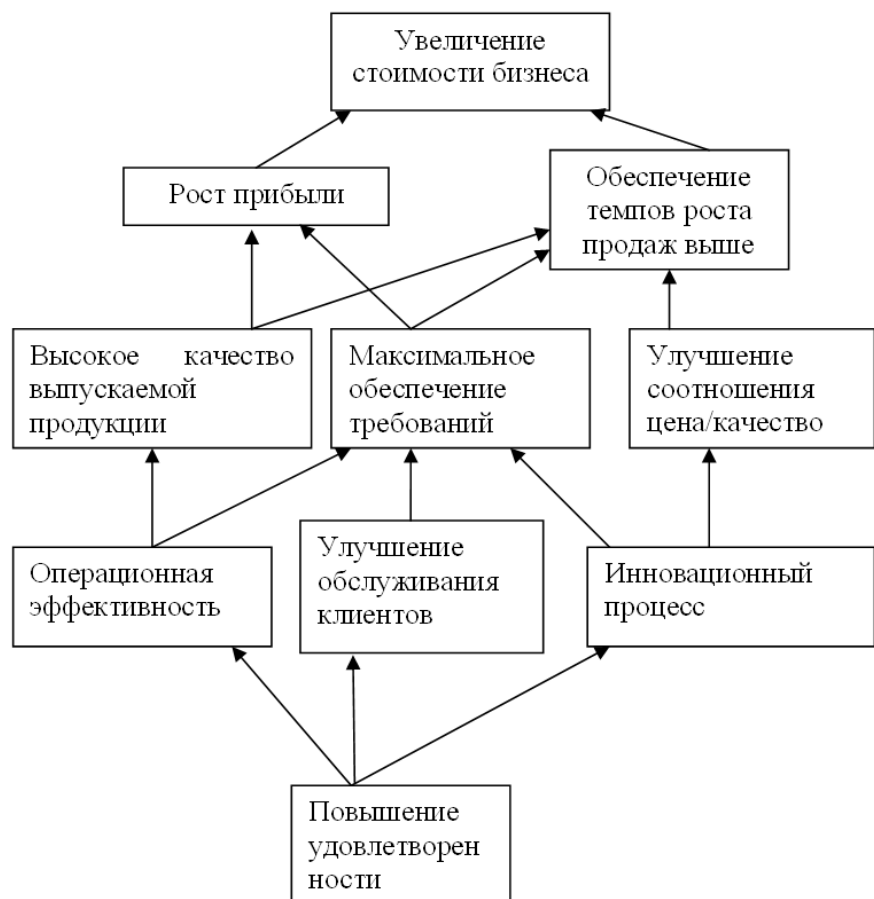 Увеличение
стоимости бизнеса
Рост прибыли
Обеспечение
темпов роста
продаж выше
Высокое качество
выпускаемой
продукции
Максимальное
обеспечение
требований
Улучшение
соотношения
цена/качество
Операционная
эффективность
Улучшение
обслуживания
клиентов
Инновационный
процесс
Повышение
удовлетворен
ности